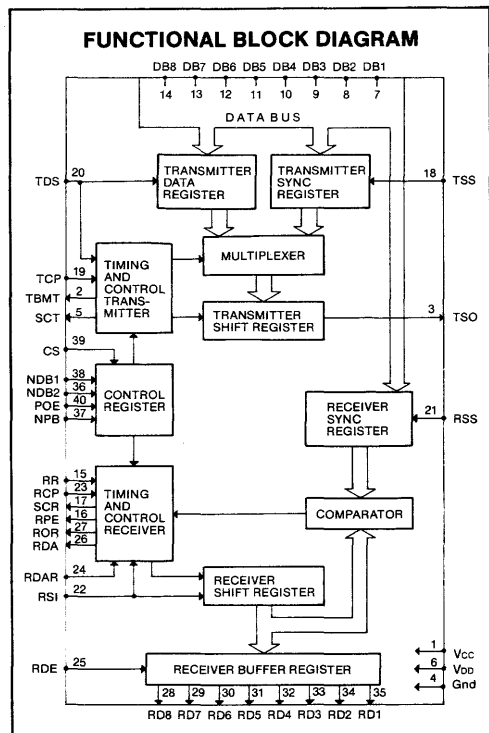 FUNCTIONAL BLOCK DIAGRAM
DB8 DB7 DB6 DB5 DB4 DB3 DB2 DB1
14 13 12 11 10 9 8 7
DATA BUS
TDS 20
TRANSMITTER
DATA
REGISTER
TRANSMITTER
SYNC
REGISTER
18 TSS
TCP 19
TBMT 2
SCT 5
TIMING
AND
CONTROL
TRANS-
MITTER
MULTIPLEXER
TRANSMITTER
SHIFT REGISTER
3 TSO
CS 39
NDB1 38
NDB2 36
POE 40
NPB 37
CONTROL
REGISTER
RECEIVER
SYNC
REGISTER
21 RSS
RR 15
RCP 23
SCR 17
RPE 16
ROR 27
RDA 26
TIMING
AND
CONTROL
RECEIVER
COMPARATOR
RDAR 24
RSI 22
RECEIVER
SHIFT REGISTER
RDE 25
RECEIVER BUFFER REGISTER
1 VCC
6 VDD
4 Gnd
28 29 30 31 32 33 34 35
RD8 RD7 RD6 RD5 RD4 RD3 RD2 RD1